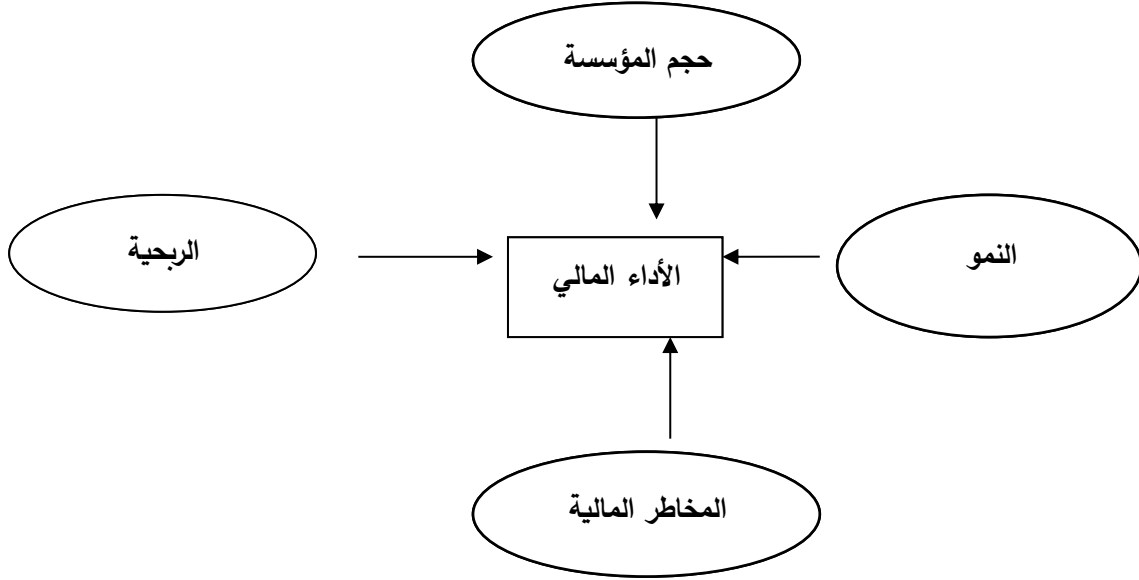 حجم المؤسسة
النمو
الأداء المالي
الربحية
المخاطر المالية